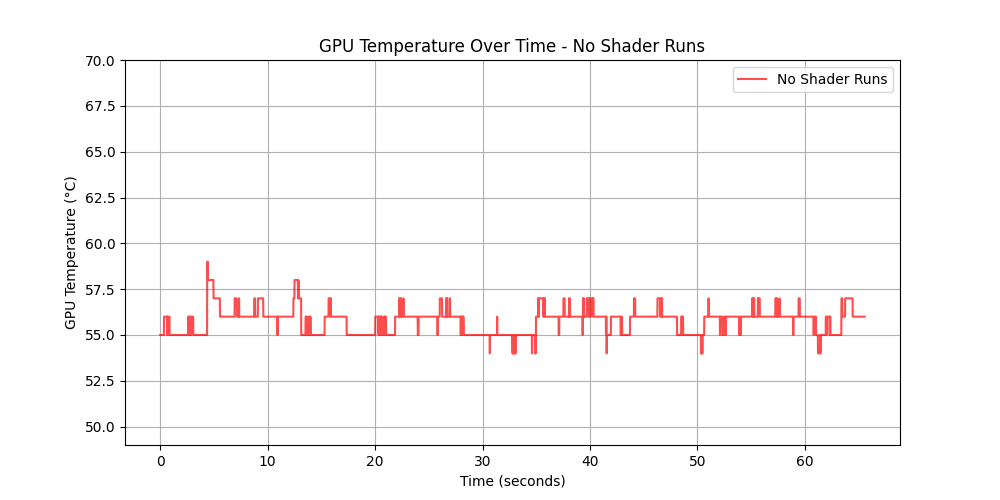 GPU Temperature Over Time - No Shader Runs
No Shader Runs
GPU Temperature (°C)
70.0
67.5
65.0
62.5
60.0
57.5
55.0
52.5
50.0
0 10 20 30 40 50 60
Time (seconds)